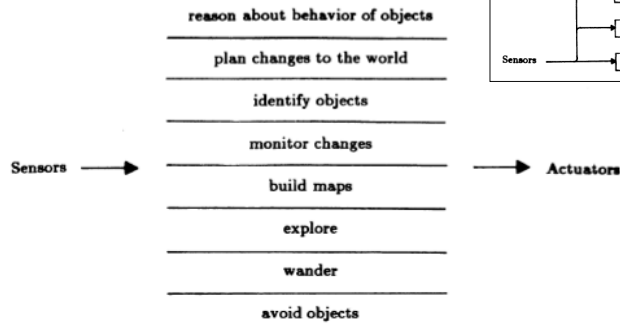 reason about behavior of objects
plan changes to the world
Sensors
identify objects
monitor changes
Sensors
Actuators
build maps
explore
wander
avoid objects